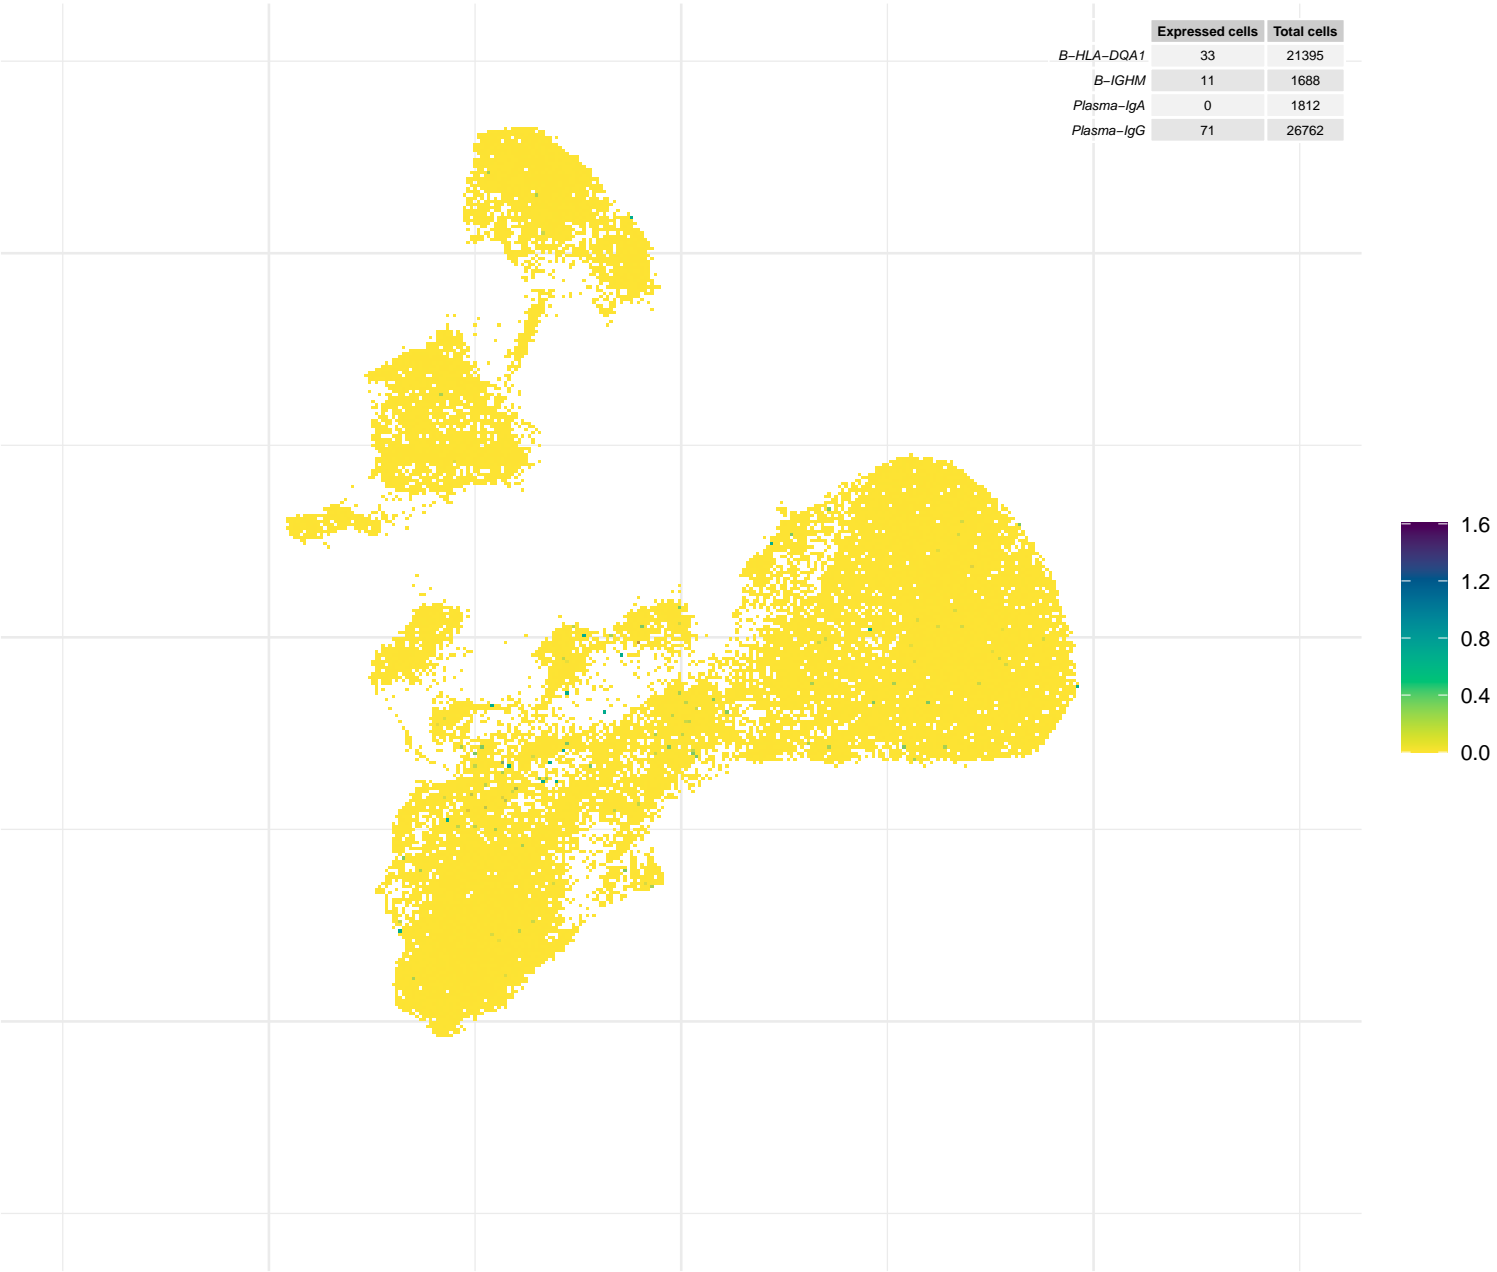 Expressed cells Total cells
B–HLA–DQA1 33 21395
B–IGHM 11 1688
Plasma–IgA 0 1812
Plasma–IgG 71 26762
1.6
1.2
0.8
0.4
0.0